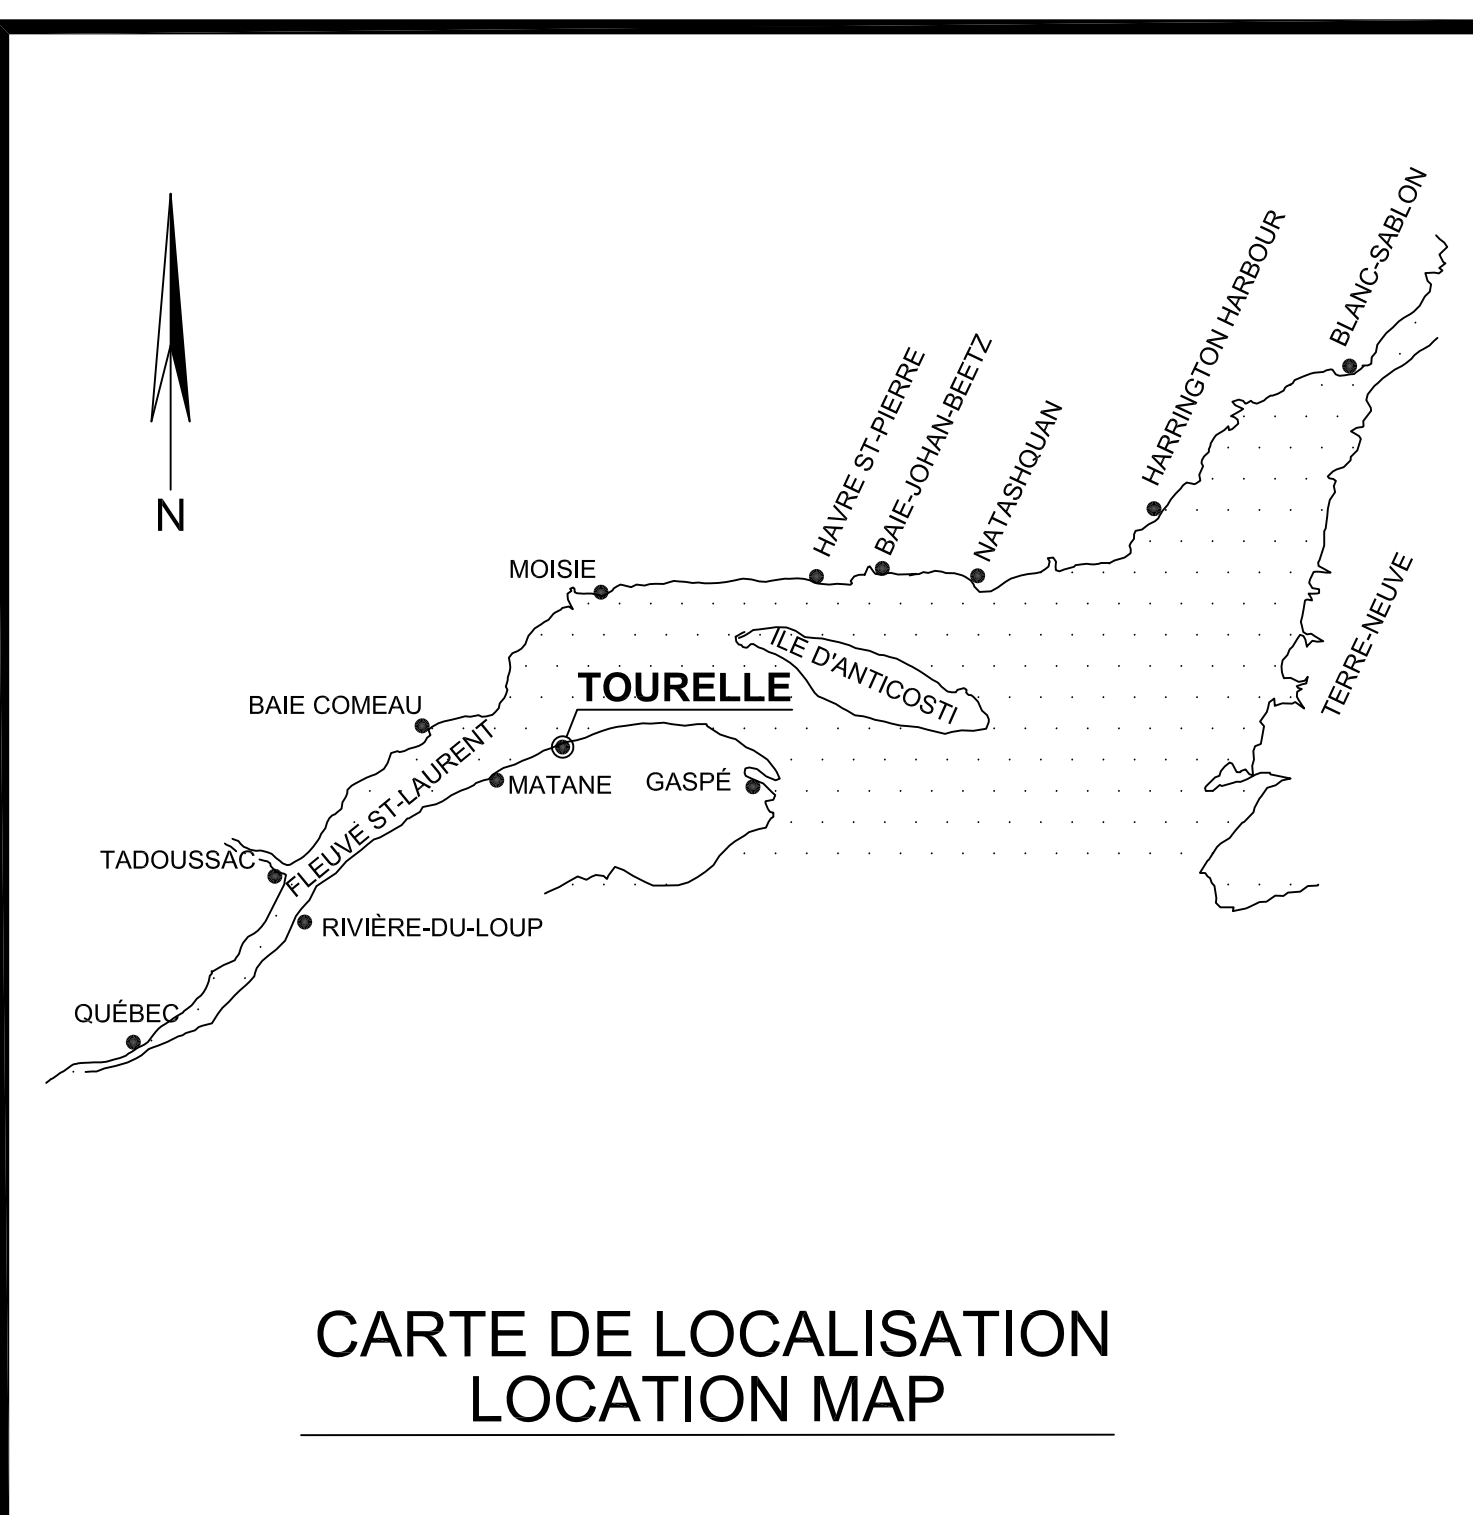 BLANC-SABLON
HARRINGTON HARBOUR
HAVRE ST-PIERRE
BAIE-JOHAN-BEETZ
NATASHQUAN
N
MOISIE
TERRE-NEUVE
ILE D'ANTICOSTI
TOURELLE
BAIE COMEAU
FLEUVE ST-LAURENT
MATANE
GASPÉ
TADOUSSAC
RIVIÈRE-DU-LOUP
QUÉBEC
CARTE DE LOCALISATION
LOCATION MAP